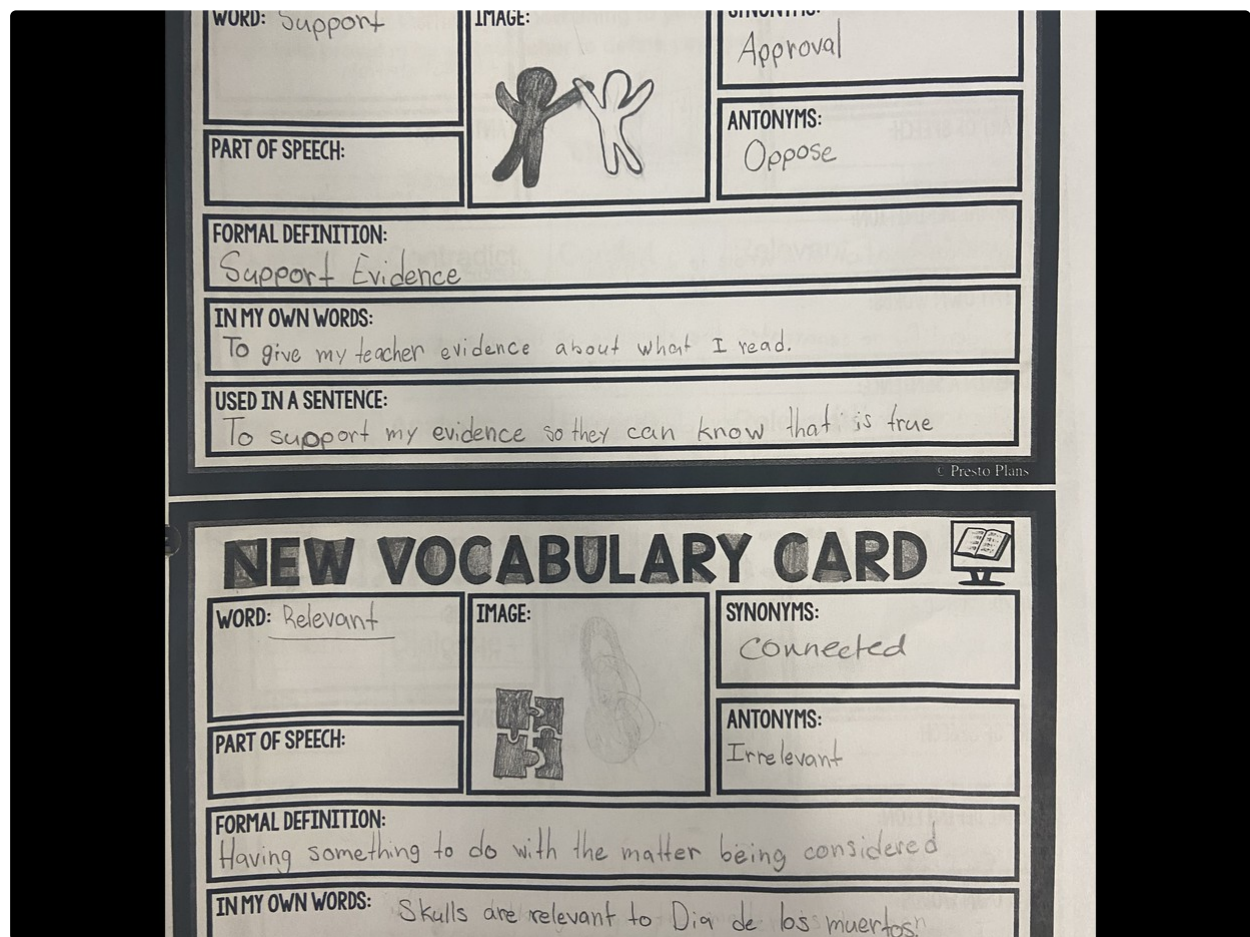 WORD: Support
IMAGE:
SYNONYMS:
Approval
ANTONYMS:
Oppose
PART OF SPEECH:
FORMAL DEFINITION:
Support Evidence
IN MY OWN WORDS:
To give my teacher evidence about what I read.
USED IN A SENTENCE:
To support my evidence so they can know that is true
© Presto Plans
NEW VOCABULARY CARD
WORD: Relevant
IMAGE:
SYNONYMS:
Connected
ANTONYMS:
Irrelevant
PART OF SPEECH:
FORMAL DEFINITION:
Having something to do with the matter being considered
IN MY OWN WORDS: Skulls are relevant to Dia de los muertos.